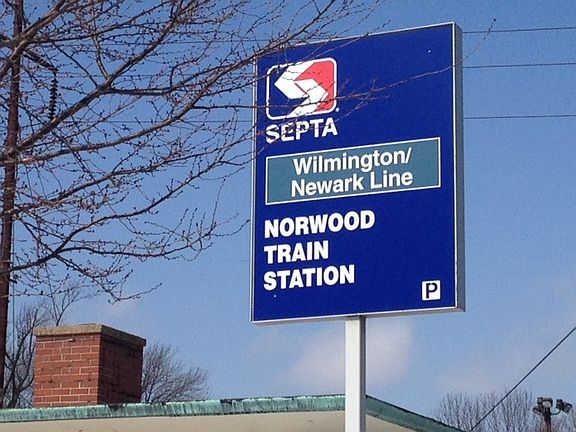 SEPTA
Wilmington/
Newark Line
NORWOOD
TRAIN
STATION
P